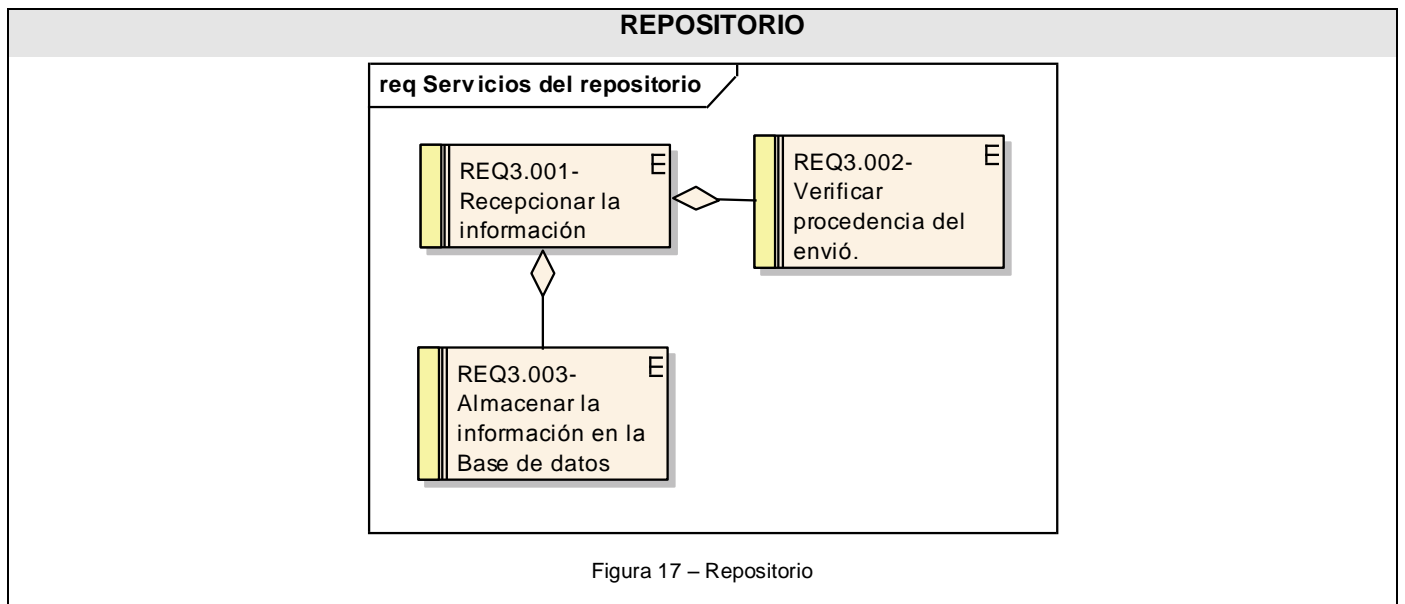 REPOSITORIO
req Servicios del repositorio
REQ3.001-
Recepcionar la
información
E
REQ3.002-
Verificar
procedencia del
envió.
E
REQ3.003-
Almacenar la
información en la
Base de datos
E
Figura 17 – Repositorio